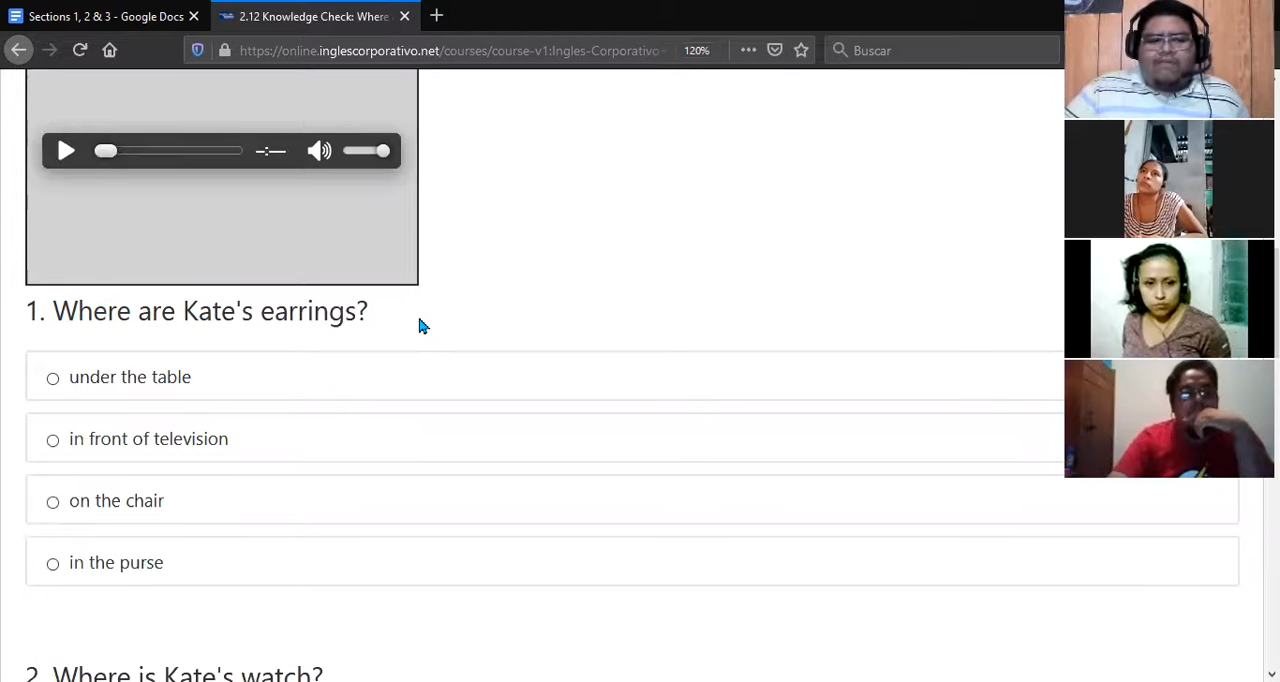 Sections 1, 2 & 3 - Google Docs
2.12 Knowledge Check: Where
https://online.inglescorporativo.net/courses/course-v1:Ingles-Corporativo
120%
Buscar
-:--
1. Where are Kate's earrings?
under the table
in front of television
on the chair
in the purse
2. Where is Kate's watch?